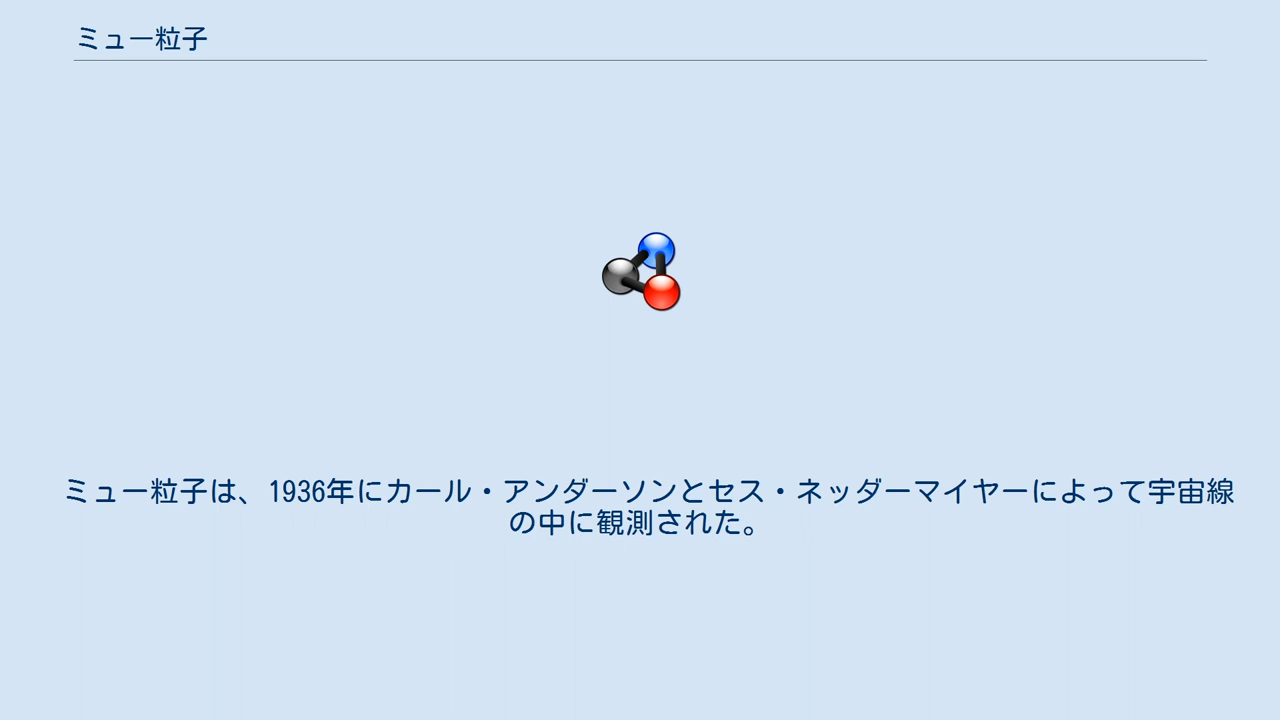 ミュー粒子
ミュー粒子は、1936年にカール・アンダーソンとセス・ネッダーマイヤーによって宇宙線
の中に観測された。